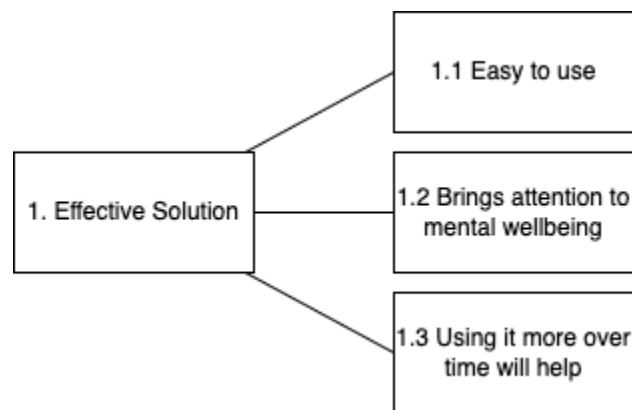 1. Effective Solution
1.1 Easy to use
1.2 Brings attention to
mental wellbeing
1.3 Using it more over
time will help